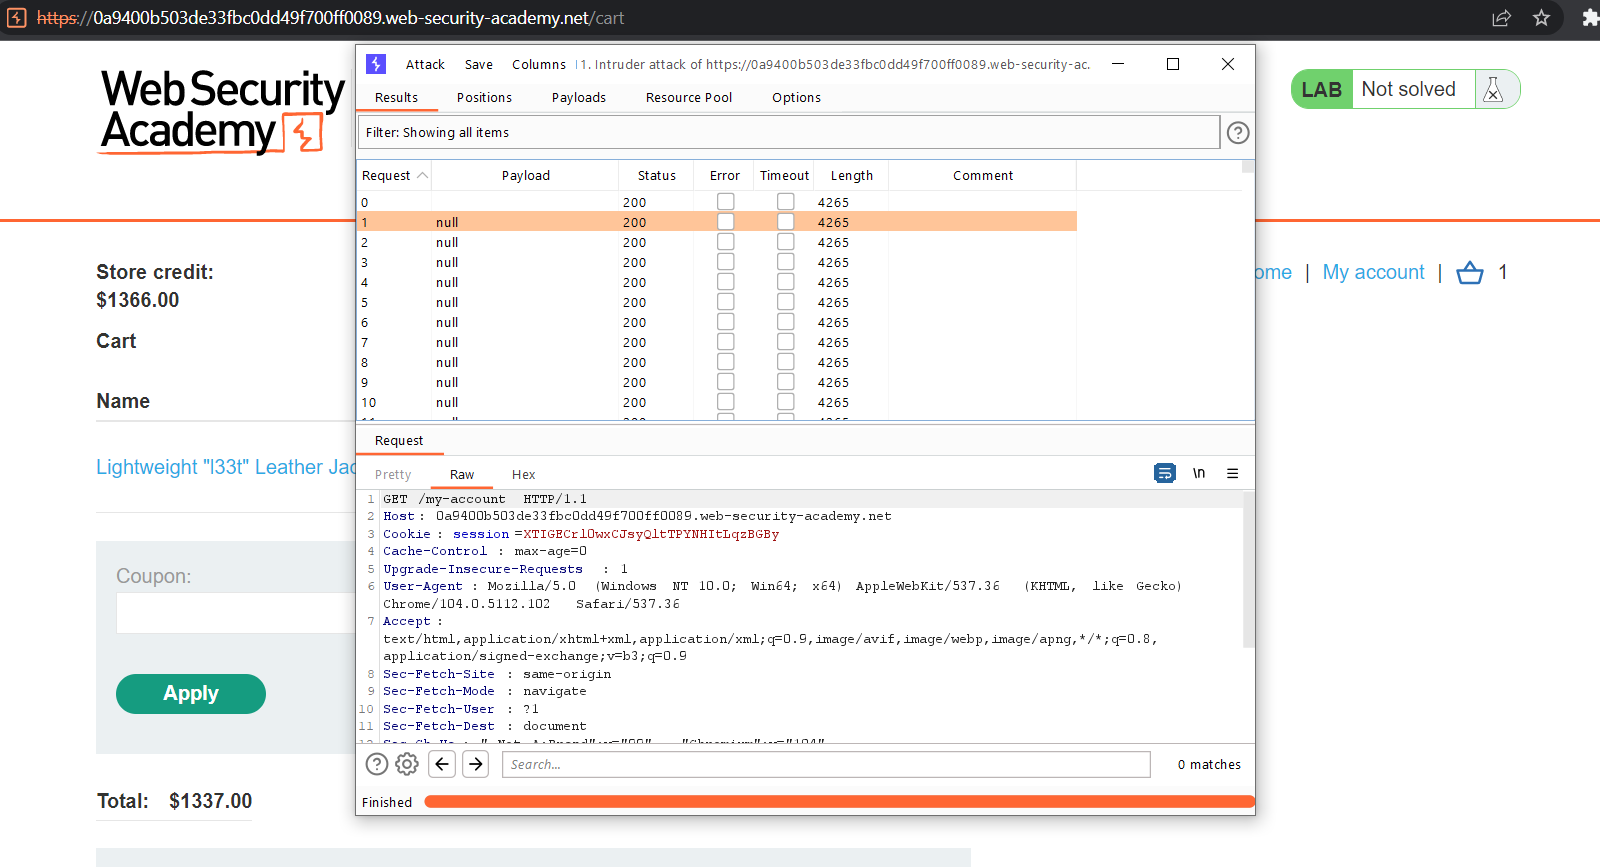 https://0a9400b503de33fbc0dd49f700ff0089.web-security-academy.net/cart
Web Security
Academy
LAB Not solved
Store credit:
$1366.00
Cart
Name
Lightweight "l33t" Leather
Coupon:
Apply
Total: $1337.00
My account | 1
Attack Save Columns 1. Intruder attack of https://0a9400b503de33fbc0dd49f700ff0089.web-security-ac.
Results Positions Payloads Resource Pool Options
Filter: Showing all items
Request Payload Status Error Timeout Length Comment
0 200 4265
1 null 200 4265
2 null 200 4265
3 null 200 4265
4 null 200 4265
5 null 200 4265
6 null 200 4265
7 null 200 4265
8 null 200 4265
9 null 200 4265
10 null 200 4265
Request
Pretty Raw Hex \n
1 GET /my-account HTTP/1.1
2 Host: 0a9400b503de33fbc0dd49f700ff0089.web-security-academy.net
3 Cookie: session=XTIGECrlOwxCJsyQltTPYNHItLqzBGBy
4 Cache-Control: max-age=0
5 Upgrade-Insecure-Requests: 1
6 User-Agent: Mozilla/5.0 (Windows NT 10.0; Win64; x64) AppleWebKit/537.36 (KHTML, like Gecko)
Chrome/104.0.5112.102 Safari/537.36
7 Accept:
text/html,application/xhtml+xml,application/xml;q=0.9,image/avif,image/webp,image/apng,*/*;q=0.8,
application/signed-exchange;v=b3;q=0.9
8 Sec-Fetch-Site: same-origin
9 Sec-Fetch-Mode: navigate
10 Sec-Fetch-User: ?1
11 Sec-Fetch-Dest: document
Search...
0 matches
Finished